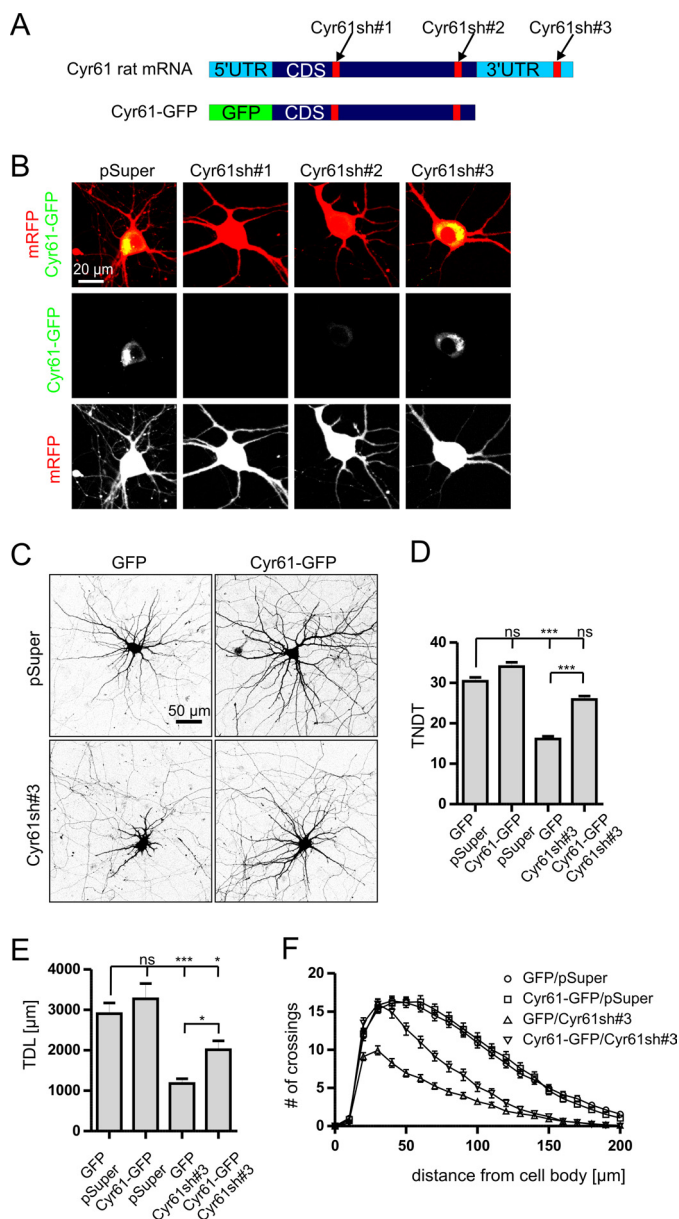 A
Cyr61sh#1 Cyr61sh#2 Cyr61sh#3
Cyr61 rat mRNA 5'UTR CDS 3'UTR
Cyr61-GFP GFP CDS
B
pSuper Cyr61sh#1 Cyr61sh#2 Cyr61sh#3
mRFP
Cyr61-GFP
20 µm
Cyr61-GFP
mRFP
C
GFP Cyr61-GFP
pSuper
50 µm
Cyr61sh#3
D
ns *** ns
***
TNDT
40
30
20
10
0
GFP
pSuper
Cyr61-GFP
pSuper
GFP
Cyr61sh#3
Cyr61-GFP
Cyr61sh#3
E
ns *** *
*
TDL [µm]
4000
3000
2000
1000
0
GFP
pSuper
Cyr61-GFP
pSuper
GFP
Cyr61sh#3
Cyr61-GFP
Cyr61sh#3
F
# of crossings
20
15
10
5
0
GFP/pSuper
Cyr61-GFP/pSuper
GFP/Cyr61sh#3
Cyr61-GFP/Cyr61sh#3
0 50 100 150 200
distance from cell body [µm]